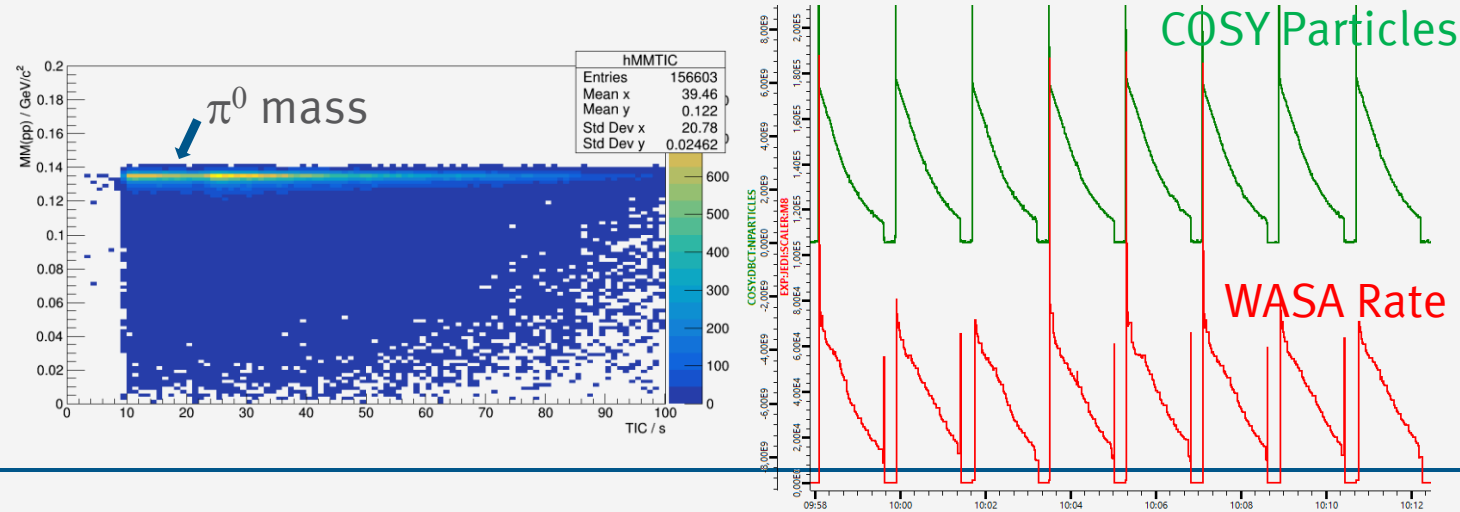 hMMTIC
Entries 156603
Mean x 39.46
Mean y 0.122
Std Dev x 20.78
Std Dev y 0.02462
π⁰ mass
MM(pp) / GeV/c²
0.2
0.18
0.16
0.14
0.12
0.1
0.08
0.06
0.04
0.02
0
0 10 20 30 40 50 60 70 80 90 100
TIC / s
600
500
400
300
200
100
0
COSY Particles
WASA Rate
COSY:DBCT:NPARTICLES
EXP:JEDI:SCALER:M8
8,00E9
6,00E9
4,00E9
2,00E9
0,00E0
-2,00E9
-4,00E9
-6,00E9
2,00E5
1,80E5
1,60E5
1,40E5
1,20E5
1,00E5
8,00E4
6,00E4
4,00E4
2,00E4
0,00E0
09:58 10:00 10:02 10:04 10:06 10:08 10:10 10:12